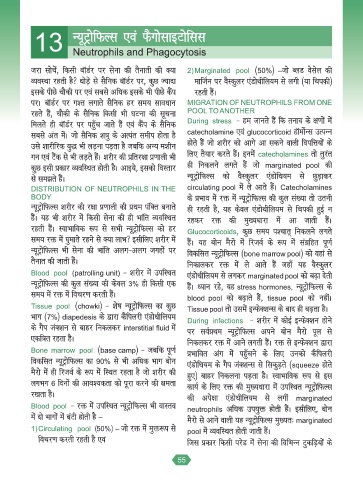 13 न्यूट्रोफिल्स एवं फैगोसाइटोसिस
Neutrophils and Phagocytosis
जरा सोचें, किसी बॉर्डर पर सेना की तैनाती की क्या
व्यवस्था रहती है? थोड़े से सैनिक बॉर्डर पर, कुछ ज्यादा
इसके पीछे चौकी पर एवं सबसे अधिक इसके भी पीछे कैंप
पर। बॉर्डर पर गश्त लगाते सैनिक हर समय सावधान
रहते हैं, चौकी के सैनिक किसी भी घटना की सूचना
मिलते ही बॉर्डर पर पहुँच जाते हैं एवं कैंप के सैनिक
सबसे अंत में। जो सैनिक शत्रु के अत्यंत समीप होता है
उसे शारीरिक युद्ध भी लड़ना पड़ता है जबकि अन्य मशीन
गन एवं टैंक से भी लड़ते हैं। शरीर की प्रतिरक्षा प्रणाली भी
कुछ इसी प्रकार व्यवस्थित होती है। आइये, इसको विस्तार
से समझते हैं।
DISTRIBUTION OF NEUTROPHILS IN THE
BODY
न्यूट्रोफिल्स शरीर की रक्षा प्रणाली की प्रथम पंक्ति बनाते
हैं। यह भी शरीर में किसी सेना की ही भांति व्यवस्थित
रहती हैं। स्वाभाविक रूप से सभी न्यूट्रोफिल्स को हर
समय रक्त में घुमाते रहने से क्या लाभ? इसीलिए शरीर में
न्यूट्रोफिल्स भी सेना की भांति अलग-अलग जगहों पर
तैनात की जाती हैं।
Blood pool (patrolling unit) – शरीर में उपस्थित
न्यूट्रोफिल्स की कुल संख्या की केवल 3% ही किसी एक
समय में रक्त में विचरण करती हैं।
Tissue pool (chowki) – शेष न्यूट्रोफिल्स का कुछ
भाग (7%) diapedesis के द्वारा कैपिलरी एंडोथीलियम
के गैप जंक्शन से बाहर निकलकर interstitial fluid में
एकत्रित रहता है।
Bone marrow pool (base camp) – जबकि पूर्ण
विकसित न्यूट्रोफिल्स का 90% से भी अधिक भाग बोन
मैरो में ही रिजर्व के रूप में स्थित रहता है जो शरीर की
लगभग 6 दिनों की आवश्यकता को पूरा करने की क्षमता
रखता है।
Blood pool – रक्त में उपस्थित न्यूट्रोफिल्स भी वास्तव
में दो भागों में बंटी होती है –
1) Circulating pool (50%) – जो रक्त में मुक्तरूप से
विचरण करती रहती है एवं
2) Marginated pool (50%) –जो ब्लड वेसेल की
मार्जिन पर वैस्कुलर एंडोथीलियम से लगी (या चिपकी)
रहती हैं।
MIGRATION OF NEUTROPHILS FROM ONE
POOL TO ANOTHER
During stress – हम जानते हैं कि तनाव के क्षणों में
catecholamine एवं glucocorticoid हॉर्मोन्स उत्पन्न
होते हैं जो शरीर को आगे आ सकने वाली विपत्तियों के
लिए तैयार करते हैं। इनमें catecholamines तो तुरंत
ही निकलने लगते हैं जो marginated pool की
न्यूट्रोफिल्स को वैस्कुलर एंडोथियम से छुड़ाकर
circulating pool में ले आते हैं। Catecholamines
के प्रभाव में रक्त में न्यूट्रोफिल्स की कुल संख्या तो उतनी
ही रहती है, यह केवल एंडोथीलियम से चिपकी हुई न
रहकर रक्त की मुख्यधारा में आ जाती हैं।
Glucocorticoids, कुछ समय पश्चात् निकलने लगते
हैं। यह बोन मैरो में रिजर्व के रूप में संग्रहित पूर्ण
विकसित न्यूट्रोफिल्स (bone marrow pool) को वहां से
निकालकर रक्त में ले आते हैं जहाँ यह वैस्कुलर
एंडोथीलियम से लगकर marginated pool को बढ़ा देती
हैं। ध्यान रहे, यह stress hormones, न्यूट्रोफिल्स के
blood pool को बढ़ाते हैं, tissue pool को नहीं।
Tissue pool तो उसमें इन्फेक्शन्स के बाद ही बढ़ता है।
During infections – शरीर में कोई इन्फेक्शन होने
पर सर्वप्रथम न्यूट्रोफिल्स अपने बोन मैरो पूल से
निकलकर रक्त में आने लगती हैं। रक्त से इन्फेक्शन द्वारा
प्रभावित अंग में पहुँचने के लिए उनको कैपिलरी
एंडोथियम के गैप जंक्शन्स से सिकुड़ते (squeeze होते
हुए) बाहर निकलना पड़ता है। स्वाभाविक रूप से इस
कार्य के लिए रक्त की मुख्यधारा में उपस्थित न्यूट्रोफिल्स
की अपेक्षा एंडोथीलियम से लगी marginated
neutrophils अधिक उपयुक्त होती हैं। इसीलिए, बोन
मैरो से आने वाली यह न्यूट्रोफिल्स मुख्यतः marginated
pool में व्यवस्थित होती जाती हैं।
जिस प्रकार किसी परेड में सेना की विभिन्न टुकड़ियों के
55